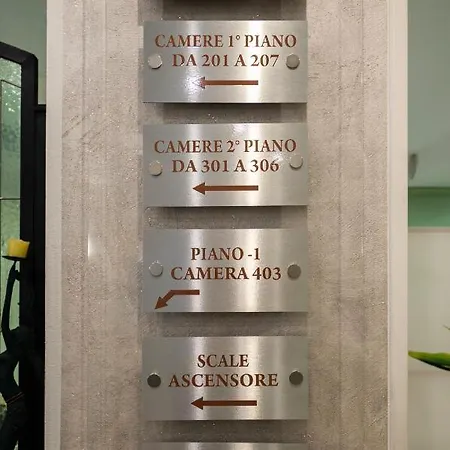 CAMERE 1° PIANO
DA 201 A 207
CAMERE 2° PIANO
DA 301 A 306
PIANO -1
CAMERA 403
SCALE
ASCENSORE